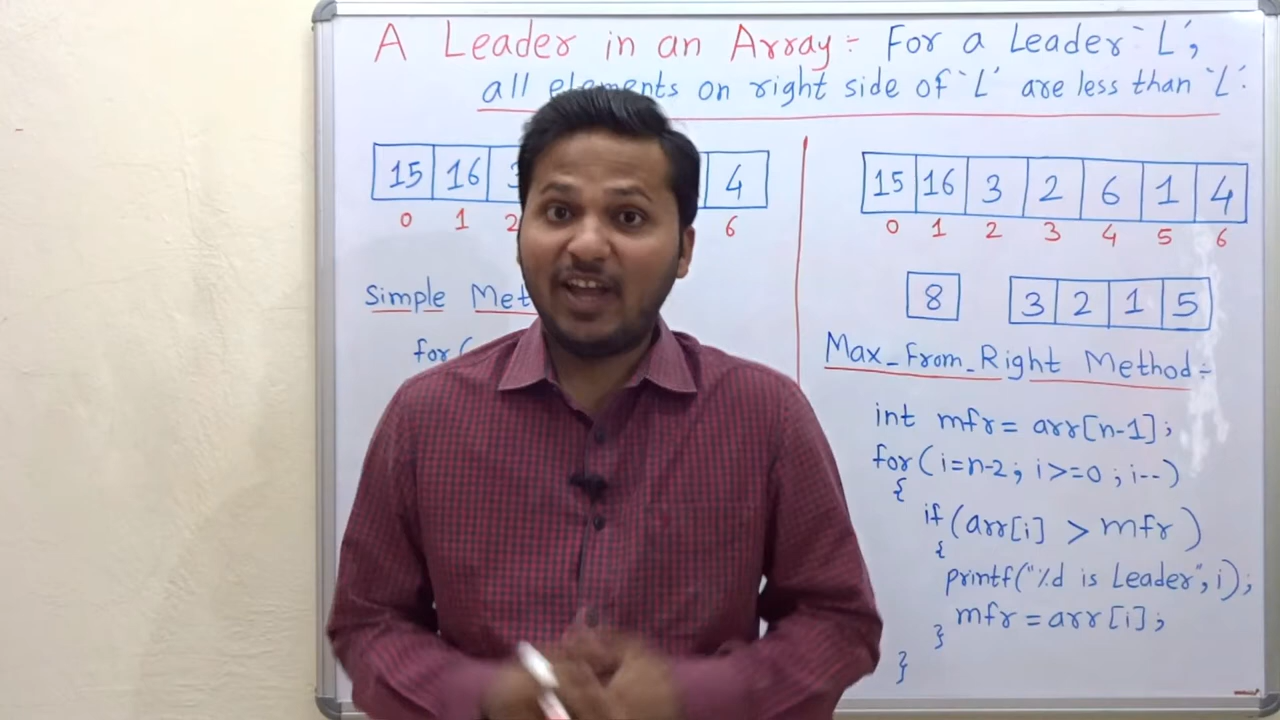 A Leader in an Array:- For a Leader `L',
all elements on right side of `L' are less than `L'.
15 16 4
0 1 2 6
Simple
for(
15 16 3 2 6 1 4
0 1 2 3 4 5 6
8 3 2 1 5
Max_From_Right Method:-
int mfr = arr[n-1];
for(i=n-2; i>=0; i--)
{
if(arr[i] > mfr)
{
printf("%d is Leader", i);
mfr = arr[i];
}
}